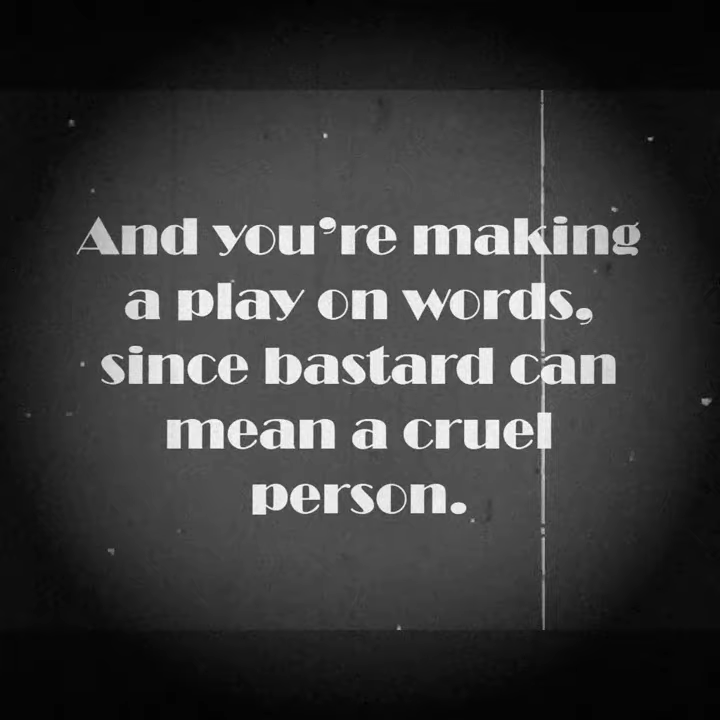 And you’re making
a play on words,
since bastard can
mean a cruel
person.